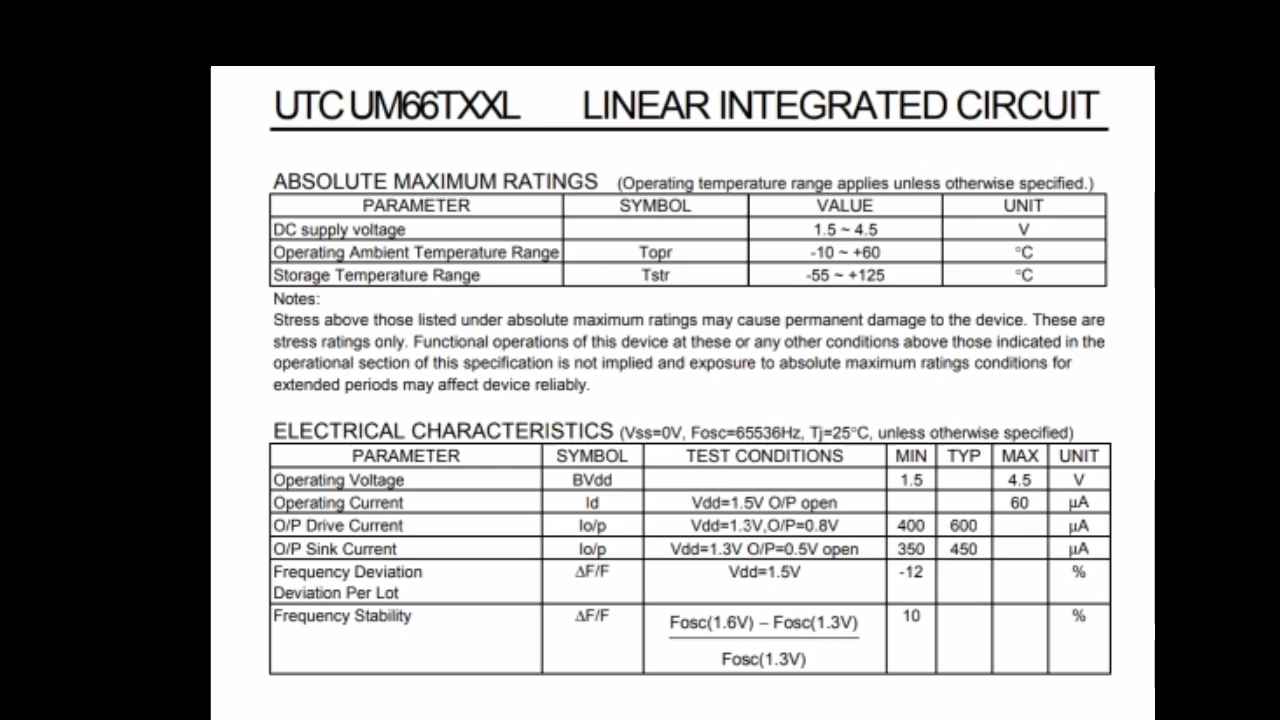 UTC UM66TXXL LINEAR INTEGRATED CIRCUIT
ABSOLUTE MAXIMUM RATINGS (Operating temperature range applies unless otherwise specified.)
PARAMETER SYMBOL VALUE UNIT
DC supply voltage 1.5 ~ 4.5 V
Operating Ambient Temperature Range Topr -10 ~ +60 °C
Storage Temperature Range Tstr -55 ~ +125 °C
Notes:
Stress above those listed under absolute maximum ratings may cause permanent damage to the device. These are
stress ratings only. Functional operations of this device at these or any other conditions above those indicated in the
operational section of this specification is not implied and exposure to absolute maximum ratings conditions for
extended periods may affect device reliably.
ELECTRICAL CHARACTERISTICS (Vss=0V, Fosc=65536Hz, Tj=25°C, unless otherwise specified)
PARAMETER SYMBOL TEST CONDITIONS MIN TYP MAX UNIT
Operating Voltage BVdd 1.5 4.5 V
Operating Current Id Vdd=1.5V O/P open 60 µA
O/P Drive Current Io/p Vdd=1.3V,O/P=0.8V 400 600 µA
O/P Sink Current Io/p Vdd=1.3V O/P=0.5V open 350 450 µA
Frequency Deviation ΔF/F Vdd=1.5V -12 %
Deviation Per Lot
Frequency Stability ΔF/F Fosc(1.6V) – Fosc(1.3V) 10 %
Fosc(1.3V)